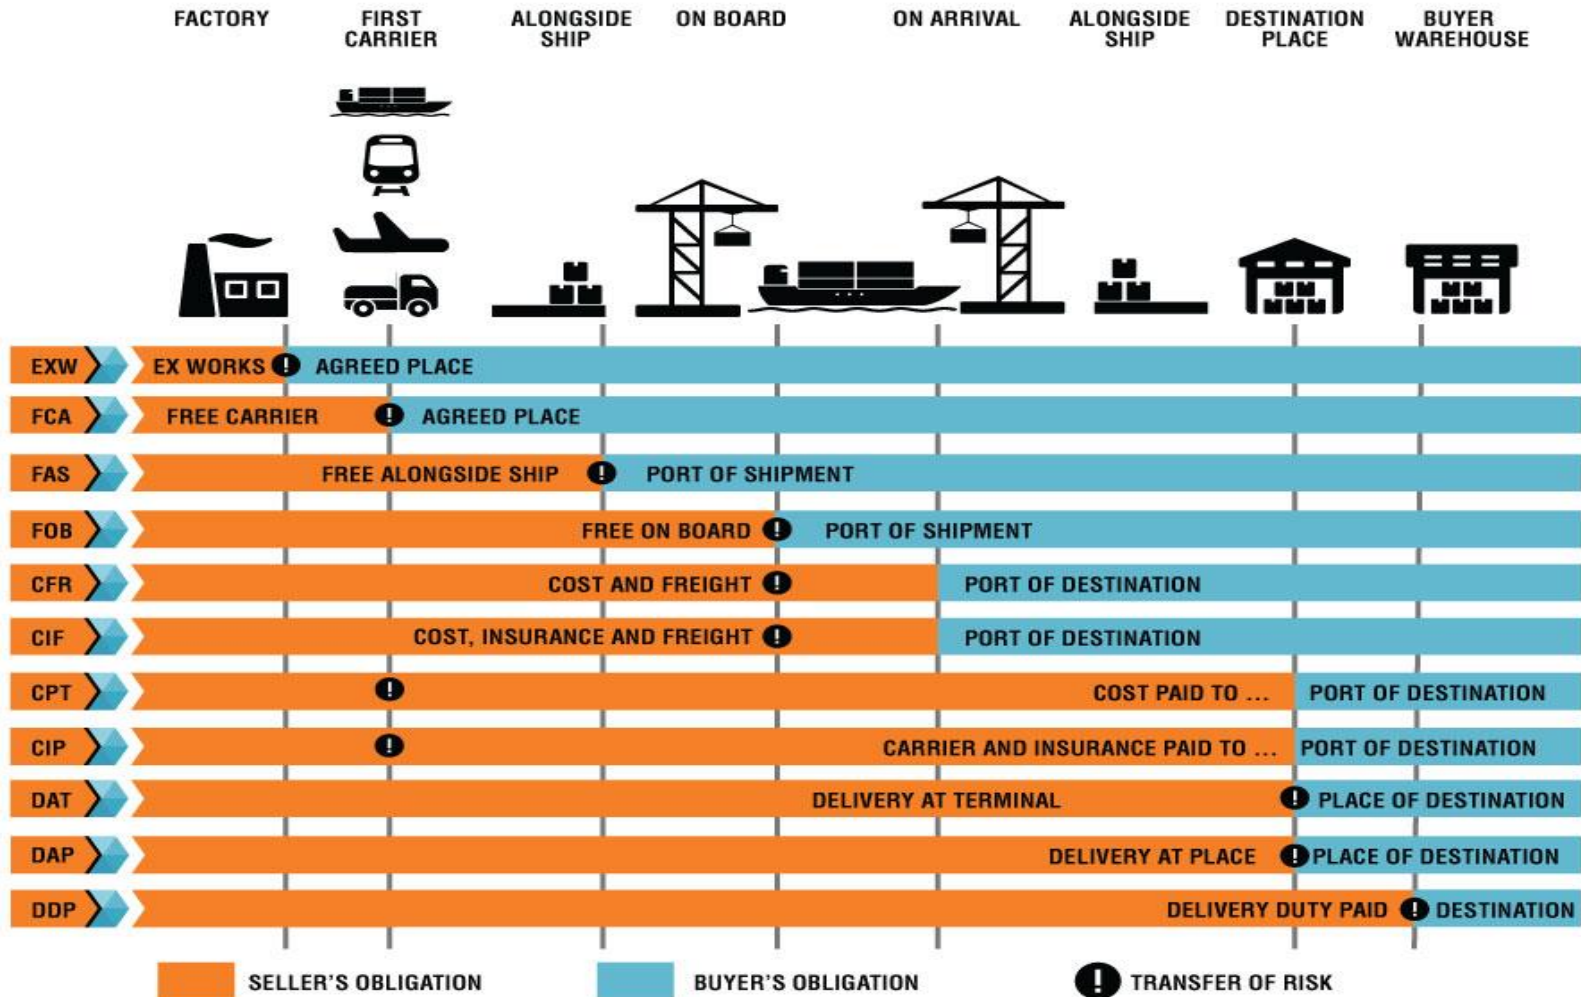 FACTORY
FIRST
CARRIER
ALONGSIDE
SHIP
ON BOARD
ON ARRIVAL
ALONGSIDE
SHIP
DESTINATION
PLACE
BUYER
WAREHOUSE
EXW EX WORKS ! AGREED PLACE
FCA FREE CARRIER ! AGREED PLACE
FAS FREE ALONGSIDE SHIP ! PORT OF SHIPMENT
FOB FREE ON BOARD ! PORT OF SHIPMENT
CFR COST AND FREIGHT ! PORT OF DESTINATION
CIF COST, INSURANCE AND FREIGHT ! PORT OF DESTINATION
CPT ! COST PAID TO ... PORT OF DESTINATION
CIP ! CARRIER AND INSURANCE PAID TO ... PORT OF DESTINATION
DAT DELIVERY AT TERMINAL ! PLACE OF DESTINATION
DAP DELIVERY AT PLACE ! PLACE OF DESTINATION
DDP DELIVERY DUTY PAID ! DESTINATION
SELLER'S OBLIGATION BUYER'S OBLIGATION ! TRANSFER OF RISK